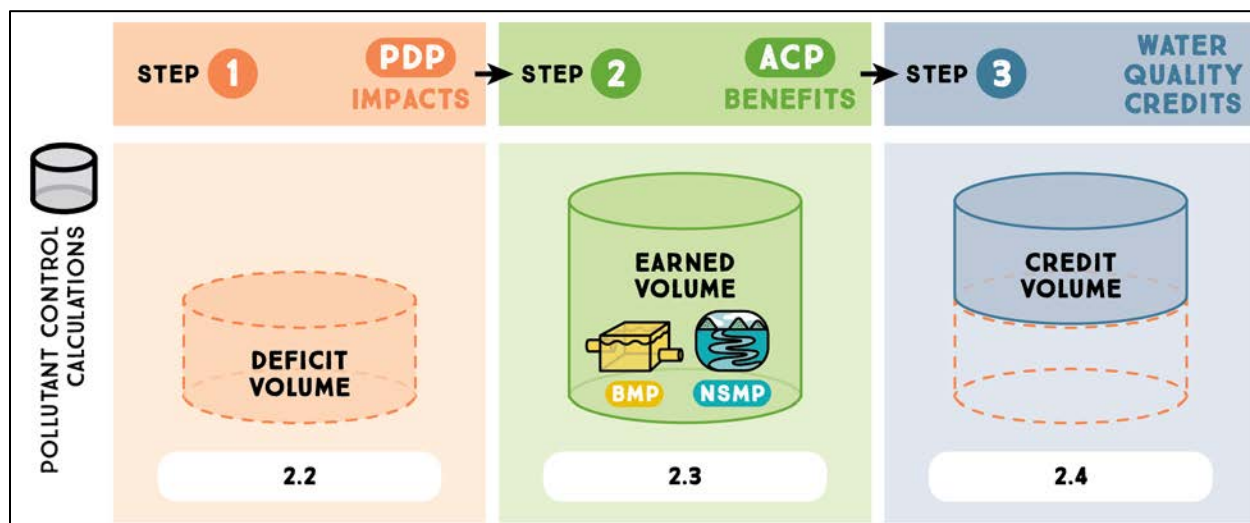 STEP 1
PDP
IMPACTS
STEP 2
ACP
BENEFITS
STEP 3
WATER
QUALITY
CREDITS
POLLUTANT CONTROL
CALCULATIONS
DEFICIT
VOLUME
2.2
EARNED
VOLUME
BMP
NSMP
2.3
CREDIT
VOLUME
2.4